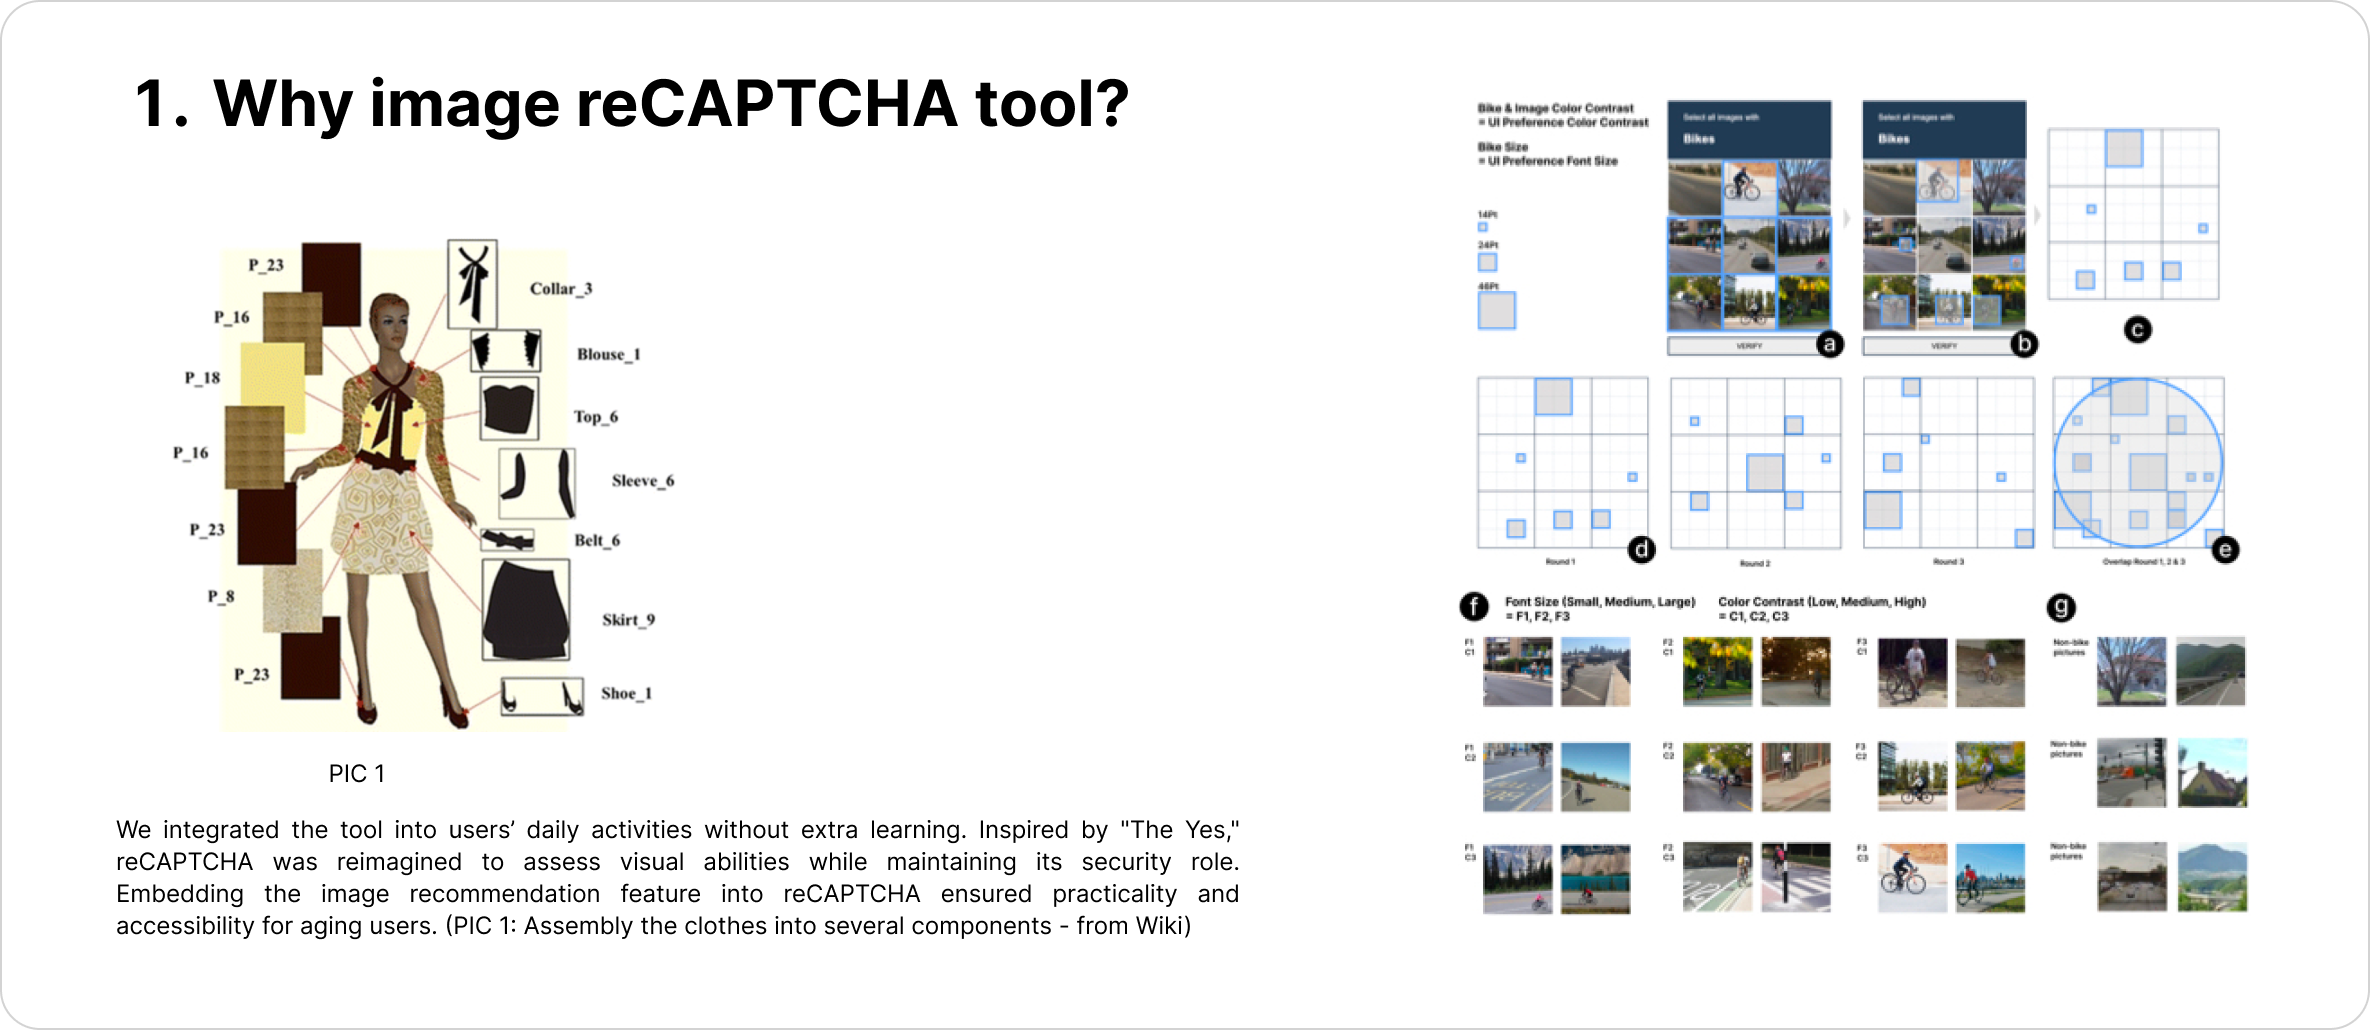 1. Why image reCAPTCHA tool?
P_23
P_16
P_18
P_16
P_23
P_8
P_23
Collar_3
Blouse_1
Top_6
Sleeve_6
Belt_6
Skirt_9
Shoe_1
PIC 1
We integrated the tool into users’ daily activities without extra learning. Inspired by "The Yes,"
reCAPTCHA was reimagined to assess visual abilities while maintaining its security role.
Embedding the image recommendation feature into reCAPTCHA ensured practicality and
accessibility for aging users. (PIC 1: Assembly the clothes into several components - from Wiki)
Bike & Image Color Contrast
= UI Preference Color Contrast
Bike Size
= UI Preference Font Size
14Pt
24Pt
46Pt
Select all images with
Bikes
VERIFY
a
Select all images with
Bikes
VERIFY
b
c
d
Round 1
Round 2
Round 3
e
Overlap Round 1, 2 & 3
f
Font Size (Small, Medium, Large)
= F1, F2, F3
Color Contrast (Low, Medium, High)
= C1, C2, C3
g
F1
C1
F2
C1
F3
C1
Non-bike
pictures
F1
C2
F2
C2
F3
C2
Non-bike
pictures
F1
C3
F2
C3
F3
C3
Non-bike
pictures